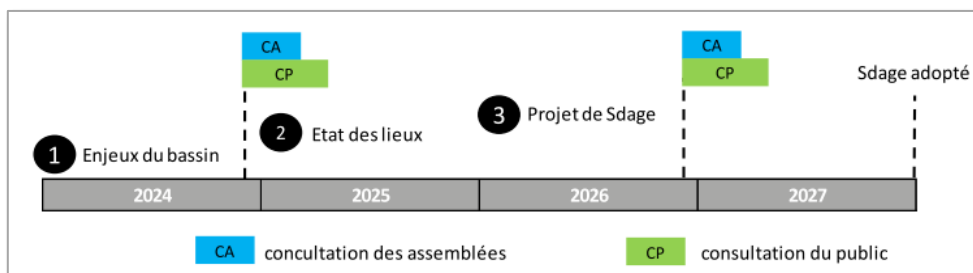 CA
CP
CA
CP
Sdage adopté
3 Projet de Sdage
2 Etat des lieux
1 Enjeux du bassin
2024 2025 2026 2027
CA concultation des assemblées CP consultation du public